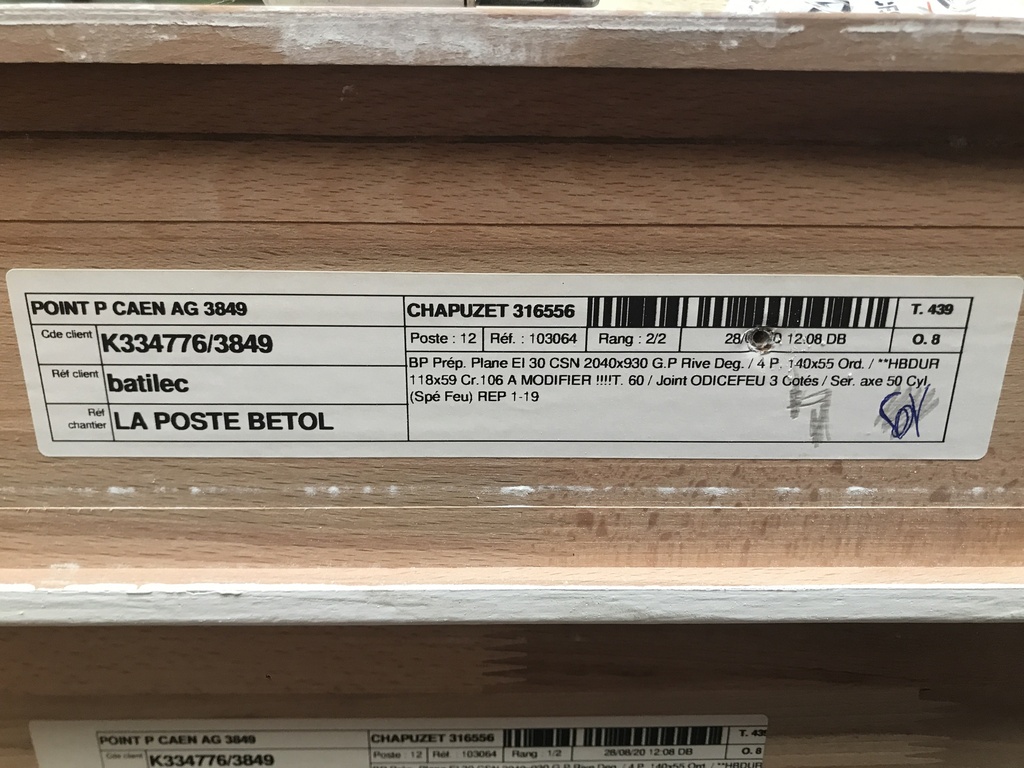 POINT P CAEN AG 3849
Cde client K334776/3849
Réf client batilec
Réf chantier LA POSTE BETOL
CHAPUZET 316556 T. 439
Poste : 12 Réf. : 103064 Rang : 2/2 28/ 12.08 DB O. 8
BP Prép. Plane EI 30 CSN 2040x930 G.P Rive Deg. / 4 P. 140x55 Ord. / **HBDUR
118x59 Cr.106 A MODIFIER !!!!T. 60 / Joint ODICEFEU 3 Cotés / Ser. axe 50 Cyl.
(Spé Feu) REP 1-19
POINT P CAEN AG 3849
Cde client K334776/3849
CHAPUZET 316556 T. 439
Poste : 12 Réf. : 103064 Rang 1/2 28/08/20 12:08 DB O. 8